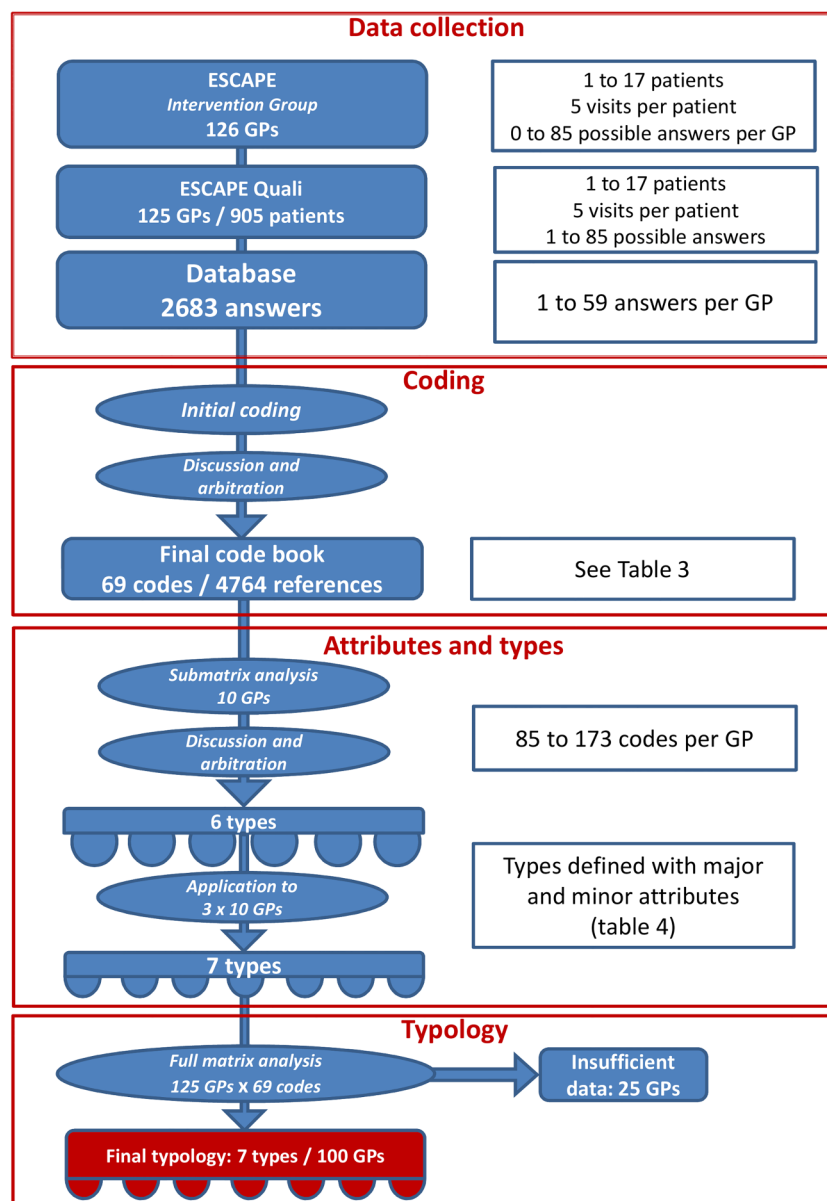 Data collection
ESCAPE
Intervention Group
126 GPs
1 to 17 patients
5 visits per patient
0 to 85 possible answers per GP
ESCAPE Quali
125 GPs / 905 patients
1 to 17 patients
5 visits per patient
1 to 85 possible answers
Database
2683 answers
1 to 59 answers per GP
Coding
Initial coding
Discussion and
arbitration
Final code book
69 codes / 4764 references
See Table 3
Attributes and types
Submatrix analysis
10 GPs
Discussion and
arbitration
85 to 173 codes per GP
6 types
Application to
3 x 10 GPs
Types defined with major
and minor attributes
(table 4)
7 types
Typology
Full matrix analysis
125 GPs x 69 codes
Insufficient
data: 25 GPs
Final typology: 7 types / 100 GPs